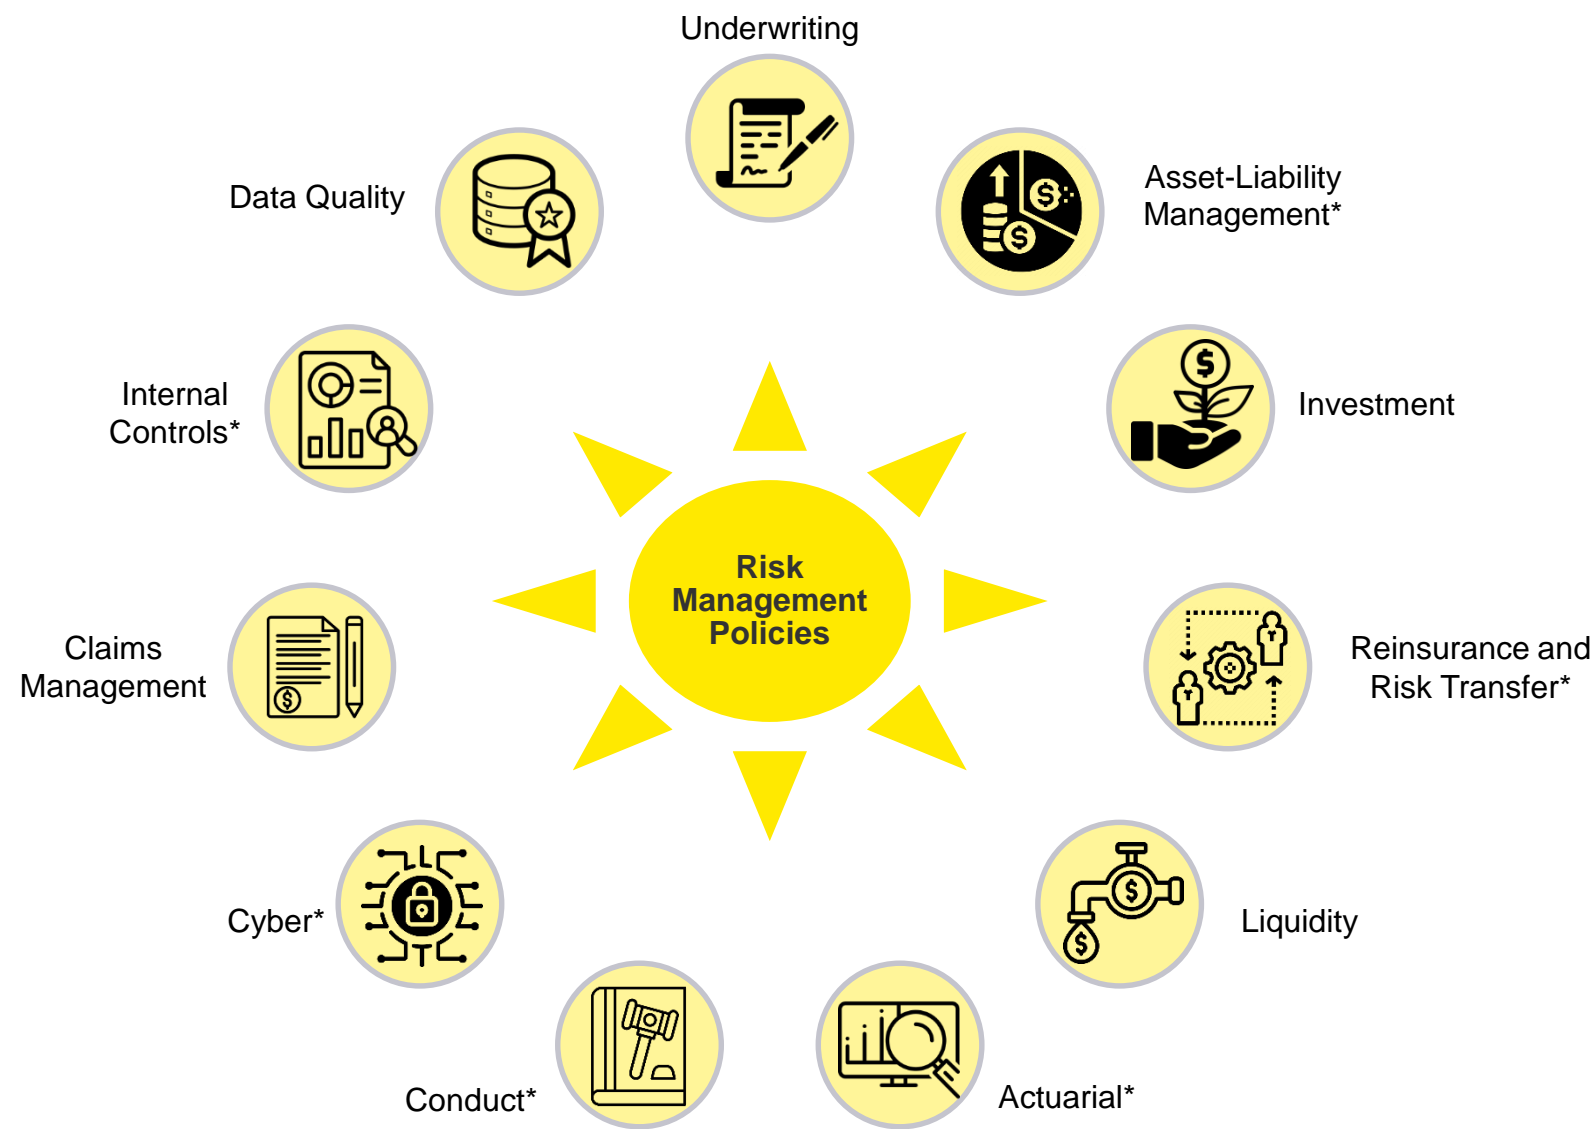 Underwriting
Data Quality
Asset-Liability
Management*
Internal
Controls*
Investment
Risk
Management
Policies
Claims
Management
Reinsurance and
Risk Transfer*
Cyber*
Liquidity
Conduct*
Actuarial*